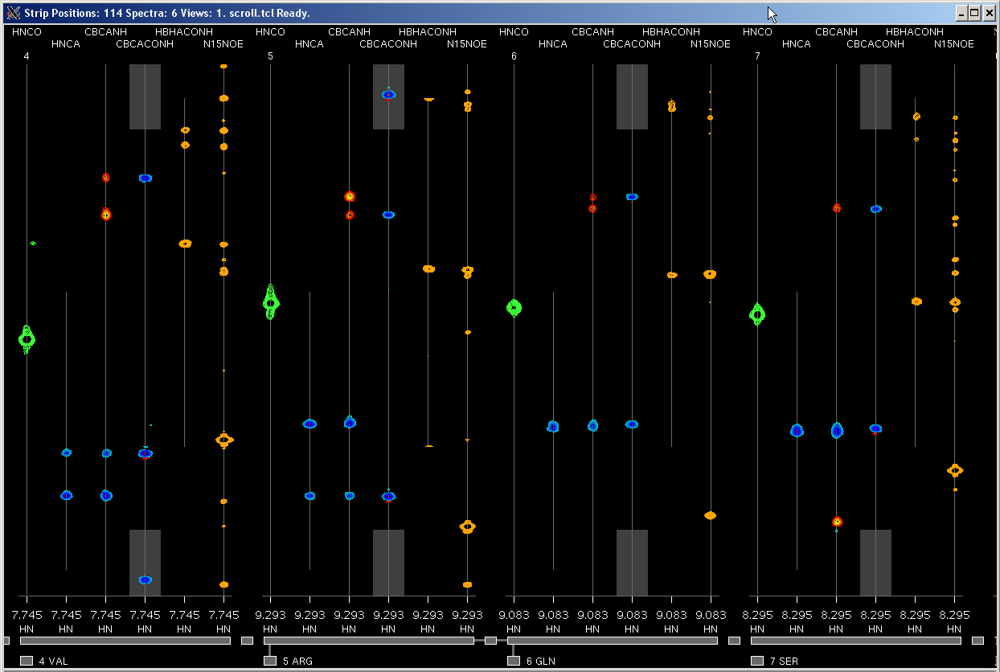 Strip Positions: 114 Spectra: 6 Views: 1. scroll.tcl Ready.
HNCO CBCANH HBHACONH HNCO CBCANH HBHACONH HNCO CBCANH HBHACONH HNCO CBCANH HBHACONH
HNCA CBCACONH N15NOE HNCA CBCACONH N15NOE HNCA CBCACONH N15NOE HNCA CBCACONH N15NOE
4 5 6 7
7.745 7.745 7.745 7.745 7.745 7.745 9.293 9.293 9.293 9.293 9.293 9.293 9.083 9.083 9.083 9.083 9.083 9.083 8.295 8.295 8.295 8.295 8.295 8.295
HN HN HN HN HN HN HN HN HN HN HN HN HN HN HN HN HN HN HN HN HN HN HN HN
4 VAL 5 ARG 6 GLN 7 SER